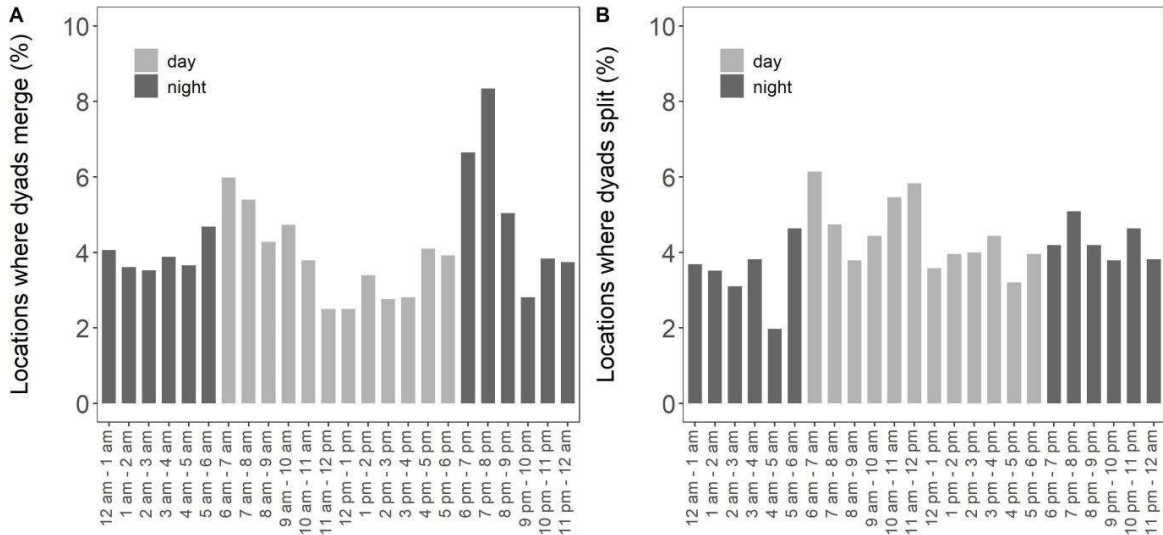 A
Locations where dyads merge (%)
10
8
6
4
2
0
day
night
12 am - 1 am
1 am - 2 am
2 am - 3 am
3 am - 4 am
4 am - 5 am
5 am - 6 am
6 am - 7 am
7 am - 8 am
8 am - 9 am
9 am - 10 am
10 am - 11 am
11 am - 12 pm
12 pm - 1 pm
1 pm - 2 pm
2 pm - 3 pm
3 pm - 4 pm
4 pm - 5 pm
5 pm - 6 pm
6 pm - 7 pm
7 pm - 8 pm
8 pm - 9 pm
9 pm - 10 pm
10 pm - 11 pm
11 pm - 12 am
B
Locations where dyads split (%)
10
8
6
4
2
0
day
night
12 am - 1 am
1 am - 2 am
2 am - 3 am
3 am - 4 am
4 am - 5 am
5 am - 6 am
6 am - 7 am
7 am - 8 am
8 am - 9 am
9 am - 10 am
10 am - 11 am
11 am - 12 pm
12 pm - 1 pm
1 pm - 2 pm
2 pm - 3 pm
3 pm - 4 pm
4 pm - 5 pm
5 pm - 6 pm
6 pm - 7 pm
7 pm - 8 pm
8 pm - 9 pm
9 pm - 10 pm
10 pm - 11 pm
11 pm - 12 am